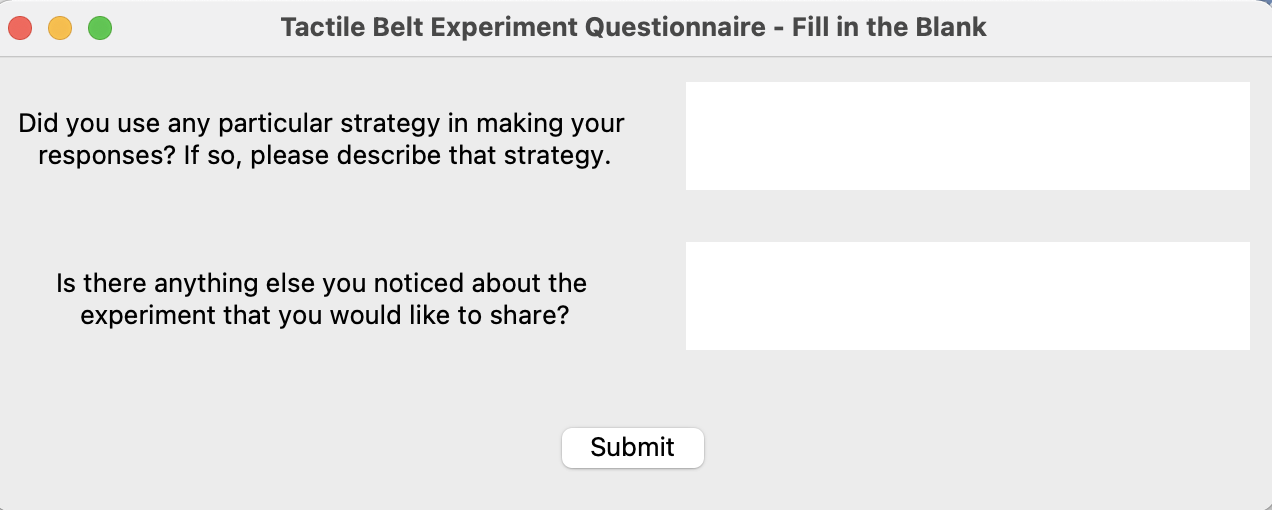 Tactile Belt Experiment Questionnaire - Fill in the Blank
Did you use any particular strategy in making your
responses? If so, please describe that strategy.
Is there anything else you noticed about the
experiment that you would like to share?
Submit